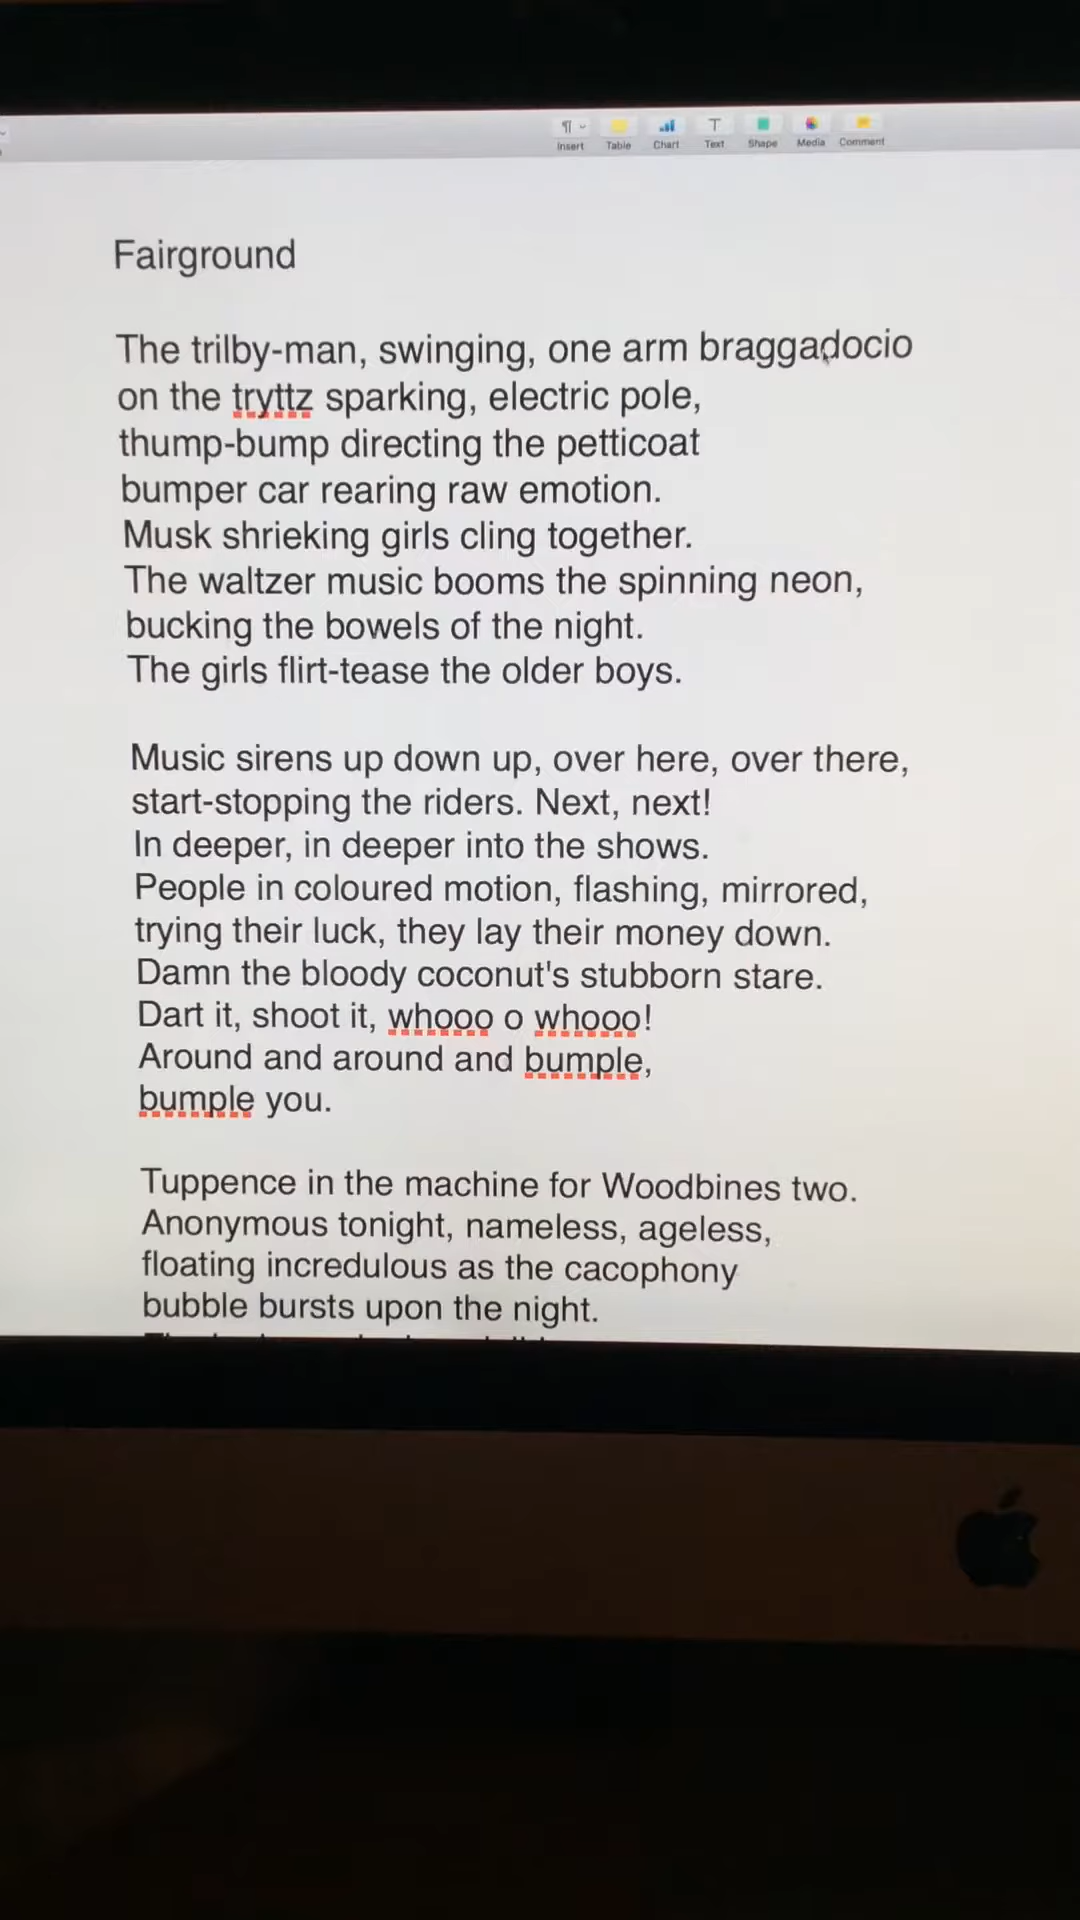 Insert Table Chart Text Shape Media Comment
Fairground
The trilby-man, swinging, one arm braggadocio
on the tryttz sparking, electric pole,
thump-bump directing the petticoat
bumper car rearing raw emotion.
Musk shrieking girls cling together.
The waltzer music booms the spinning neon,
bucking the bowels of the night.
The girls flirt-tease the older boys.
Music sirens up down up, over here, over there,
start-stopping the riders. Next, next!
In deeper, in deeper into the shows.
People in coloured motion, flashing, mirrored,
trying their luck, they lay their money down.
Damn the bloody coconut's stubborn stare.
Dart it, shoot it, whooo o whooo!
Around and around and bumple,
bumple you.
Tuppence in the machine for Woodbines two.
Anonymous tonight, nameless, ageless,
floating incredulous as the cacophony
bubble bursts upon the night.